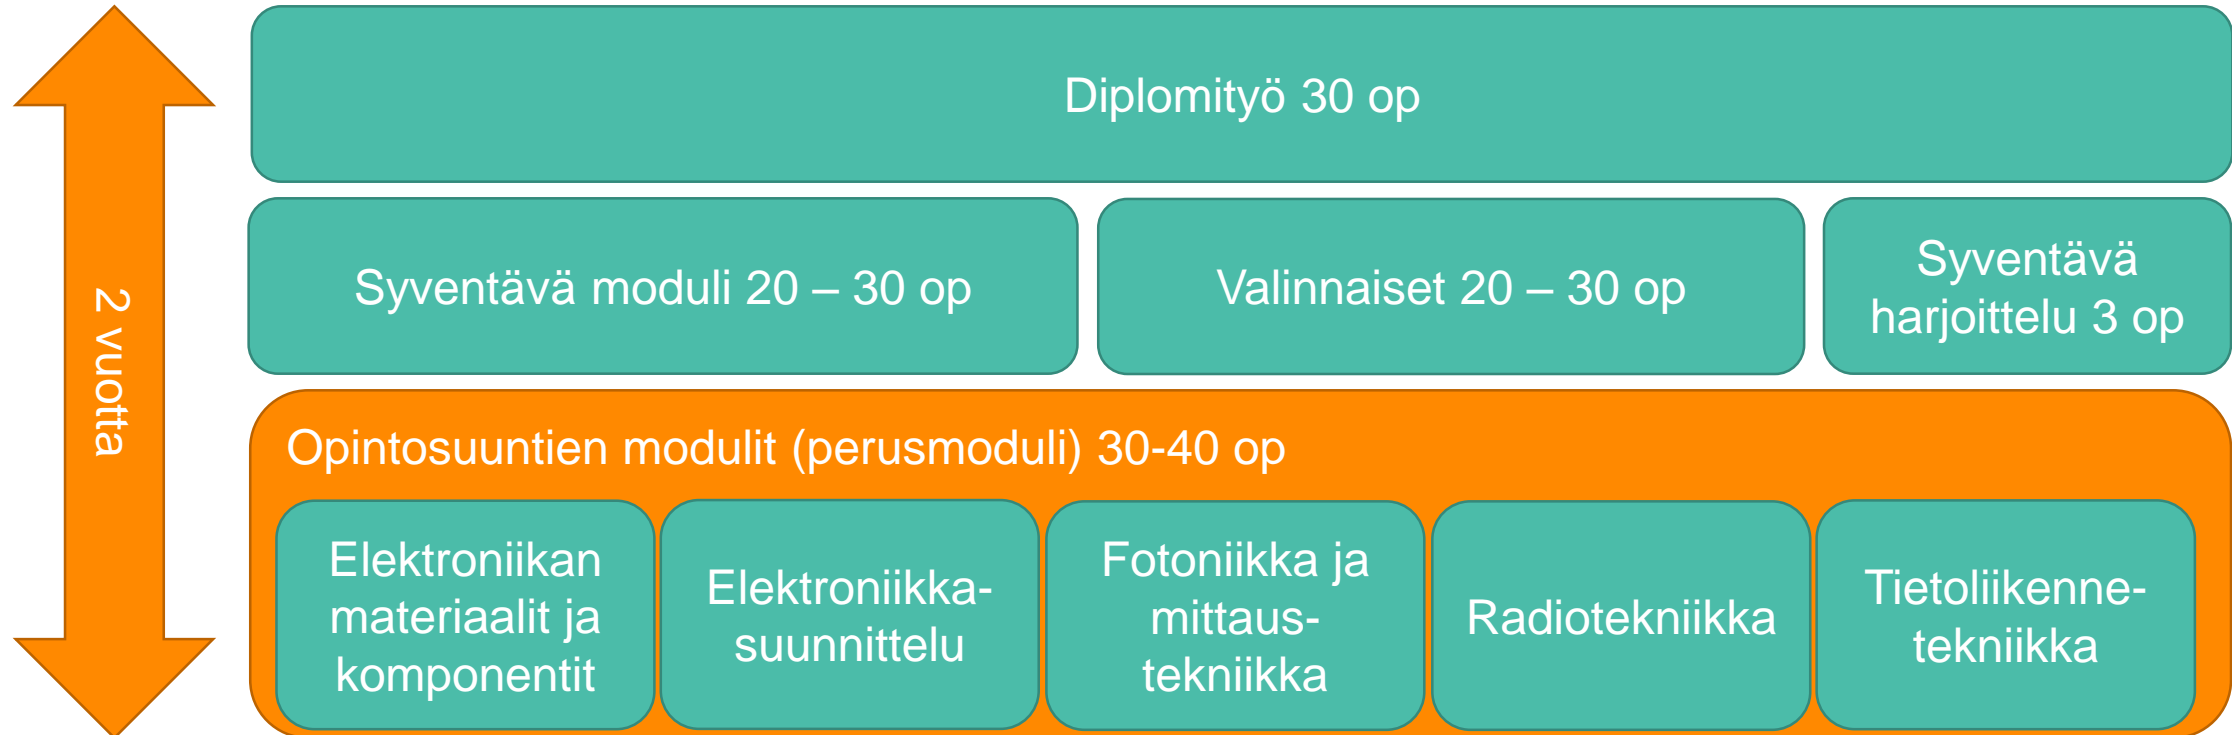 Diplomityö 30 op
2 vuotta
Syventävä moduli 20 – 30 op
Valinnaiset 20 – 30 op
Syventävä
harjoittelu 3 op
Opintosuuntien modulit (perusmoduli) 30-40 op
Elektroniikan
materiaalit ja
komponentit
Elektroniikka-
suunnittelu
Fotoniikka ja
mittaus-
tekniikka
Radiotekniikka
Tietoliikenne-
tekniikka